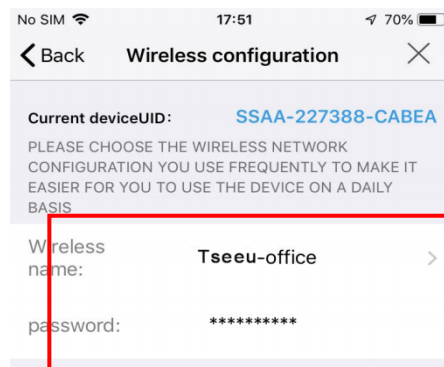 No SIM 17:51 70%
Back Wireless configuration
Current deviceUID: SSAA-227388-CABEA
PLEASE CHOOSE THE WIRELESS NETWORK
CONFIGURATION YOU USE FREQUENTLY TO MAKE IT
EASIER FOR YOU TO USE THE DEVICE ON A DAILY
BASIS
Wireless
name: Tseeu-office
password: **********